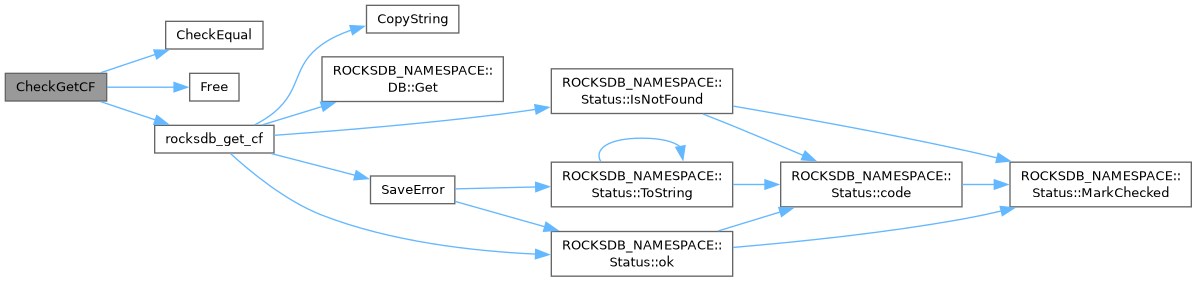 CheckGetCF
CheckEqual
Free
rocksdb_get_cf
CopyString
ROCKSDB_NAMESPACE::
DB::Get
SaveError
ROCKSDB_NAMESPACE::
Status::IsNotFound
ROCKSDB_NAMESPACE::
Status::ToString
ROCKSDB_NAMESPACE::
Status::ok
ROCKSDB_NAMESPACE::
Status::code
ROCKSDB_NAMESPACE::
Status::MarkChecked